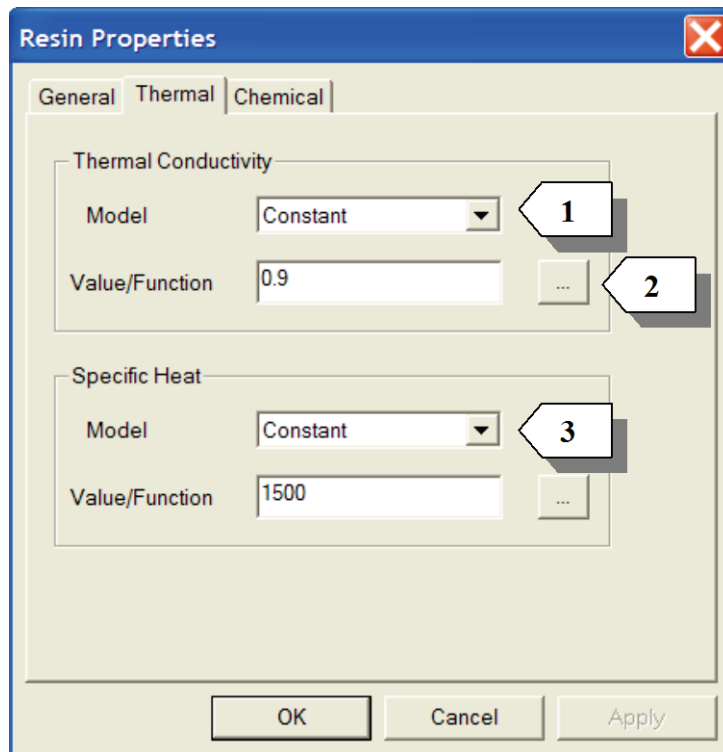 Resin Properties
General Thermal Chemical
Thermal Conductivity
Model Constant 1
Value/Function 0.9 ... 2
Specific Heat
Model Constant 3
Value/Function 1500 ...
OK Cancel Apply